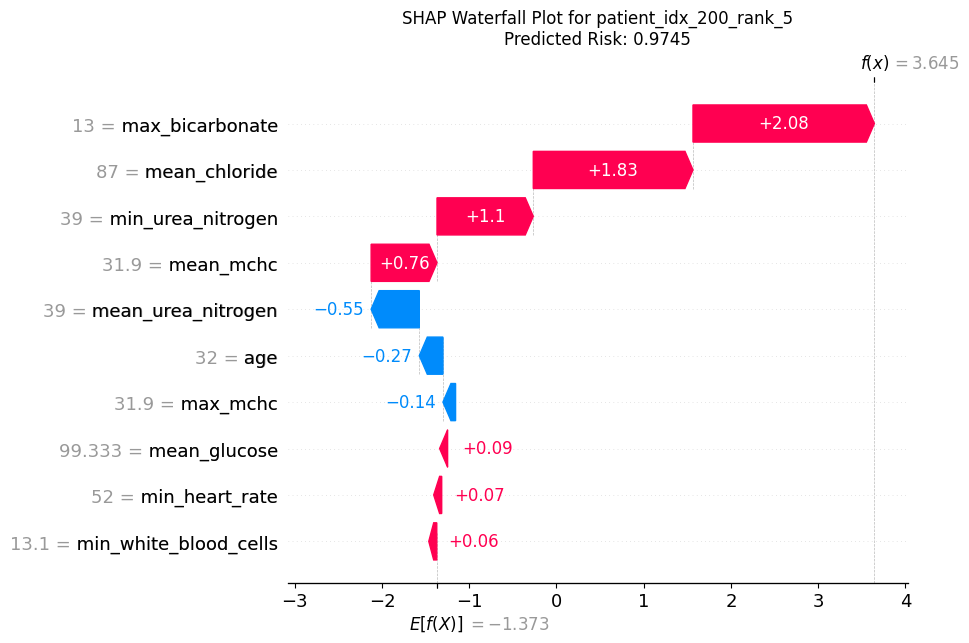 SHAP Waterfall Plot for patient_idx_200_rank_5
Predicted Risk: 0.9745
f(x) = 3.645
13 = max_bicarbonate +2.08
87 = mean_chloride +1.83
39 = min_urea_nitrogen +1.1
31.9 = mean_mchc +0.76
39 = mean_urea_nitrogen −0.55
32 = age −0.27
31.9 = max_mchc −0.14
99.333 = mean_glucose +0.09
52 = min_heart_rate +0.07
13.1 = min_white_blood_cells +0.06
−3 −2 −1 0 1 2 3 4
E[f(X)] = −1.373